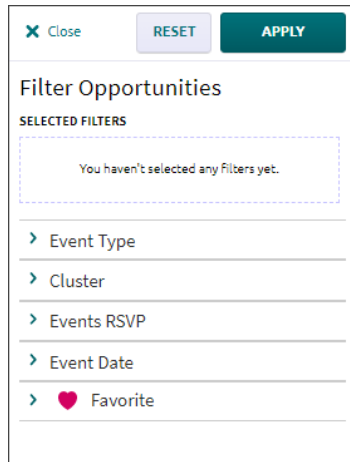 Close
RESET
APPLY
Filter Opportunities
SELECTED FILTERS
You haven't selected any filters yet.
Event Type
Cluster
Events RSVP
Event Date
Favorite